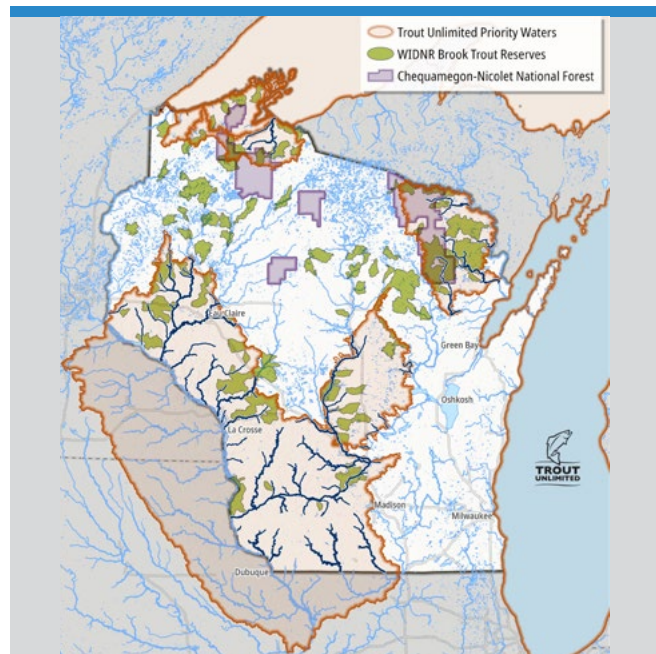 Trout Unlimited Priority Waters
WIDNR Brook Trout Reserves
Chequamegon-Nicolet National Forest
Eau Claire
Green Bay
Oshkosh
La Crosse
TROUT
UNLIMITED
Madison
Milwaukee
Dubuque